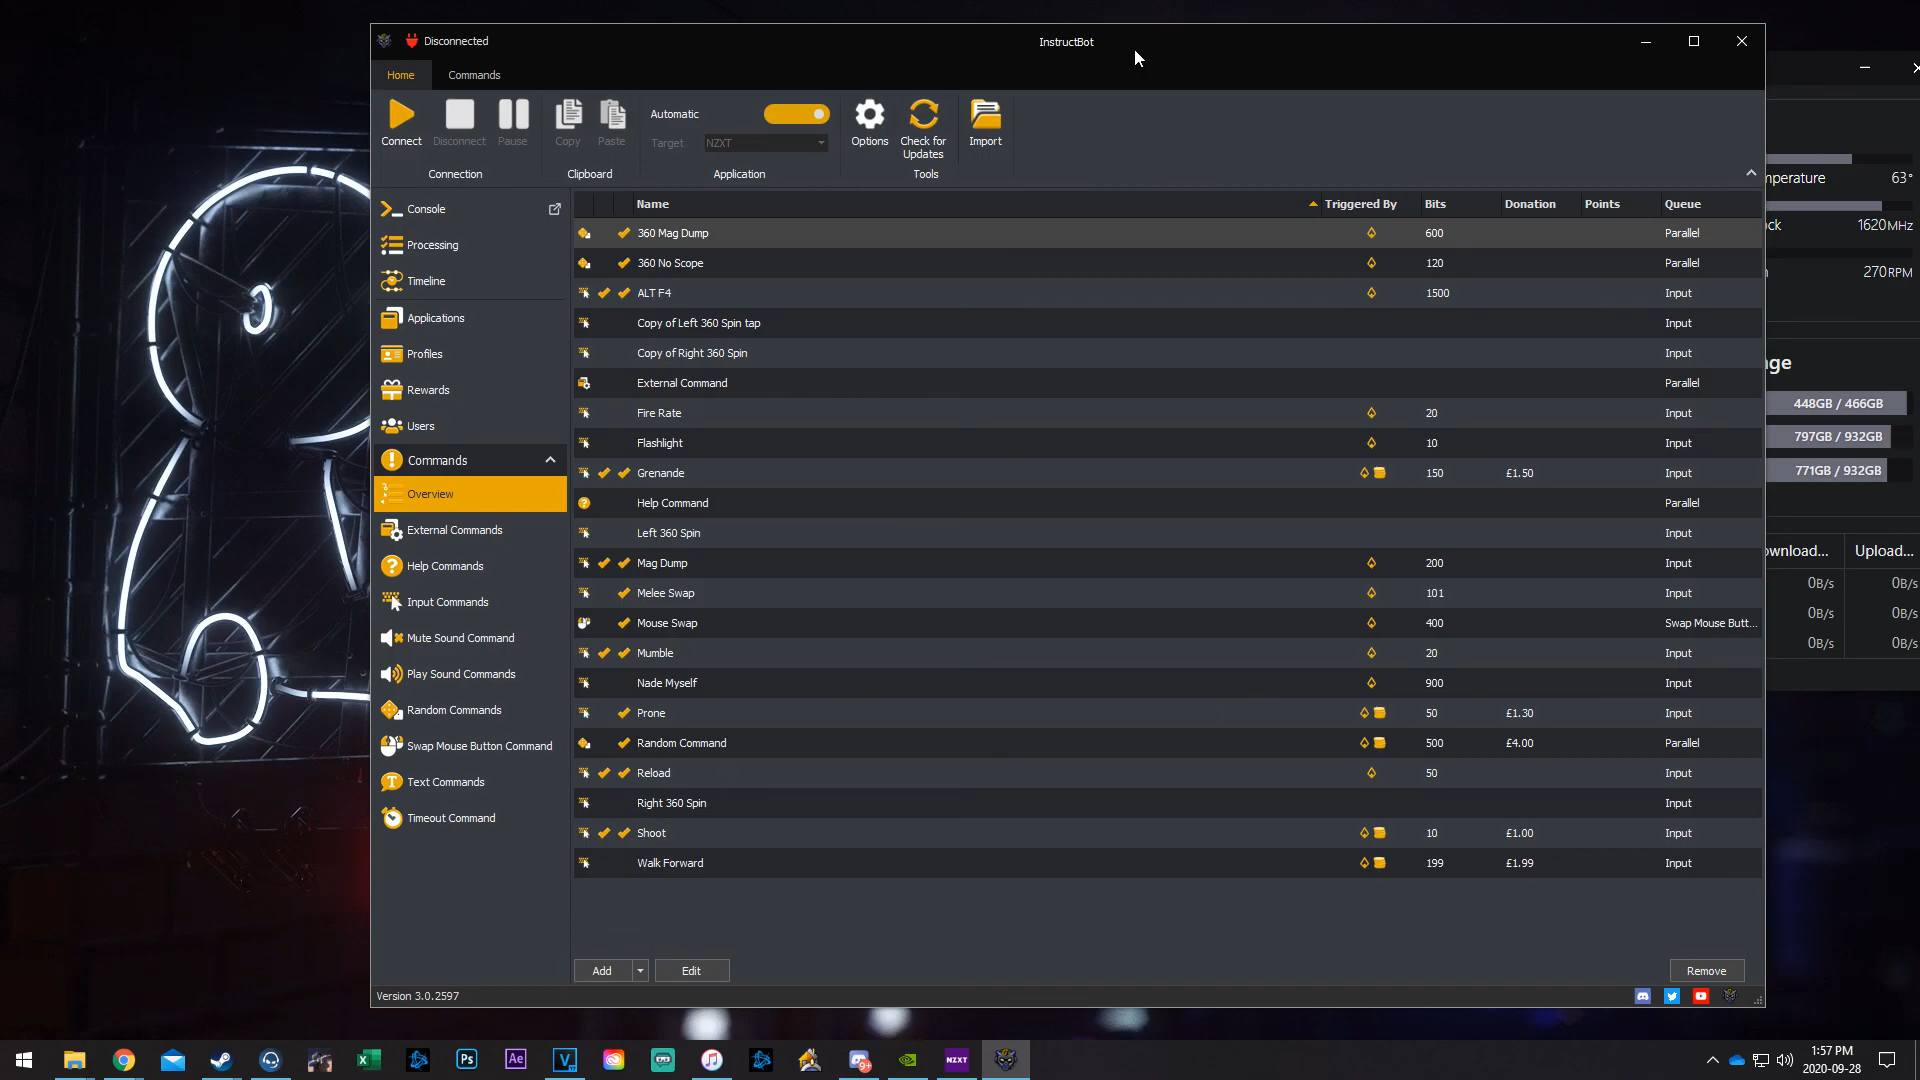 Disconnected
InstructBot
Home
Commands
Connect
Disconnect
Pause
Connection
Copy
Paste
Clipboard
Automatic
Target
NZXT
Application
Options
Check for
Updates
Import
Tools
Console
Processing
Timeline
Applications
Profiles
Rewards
Users
Commands
Overview
External Commands
Help Commands
Input Commands
Mute Sound Command
Play Sound Commands
Random Commands
Swap Mouse Button Command
Text Commands
Timeout Command
Name Triggered By Bits Donation Points Queue
360 Mag Dump 600 Parallel
360 No Scope 120 Parallel
ALT F4 1500 Input
Copy of Left 360 Spin tap Input
Copy of Right 360 Spin Input
External Command Parallel
Fire Rate 20 Input
Flashlight 10 Input
Grenande 150 £1.50 Input
Help Command Parallel
Left 360 Spin Input
Mag Dump 200 Input
Melee Swap 101 Input
Mouse Swap 400 Swap Mouse Butt...
Mumble 20 Input
Nade Myself 900 Input
Prone 50 £1.30 Input
Random Command 500 £4.00 Parallel
Reload 50 Input
Right 360 Spin Input
Shoot 10 £1.00 Input
Walk Forward 199 £1.99 Input
Add
Edit
Remove
Version 3.0.2597
mperature 63°
ck 1620MHz
270RPM
ge
448GB / 466GB
797GB / 932GB
771GB / 932GB
ownload... Upload...
0B/s 0B/s
0B/s 0B/s
0B/s 0B/s
Ps
Ae
V
NZXT
9+
1:57 PM
2020-09-28